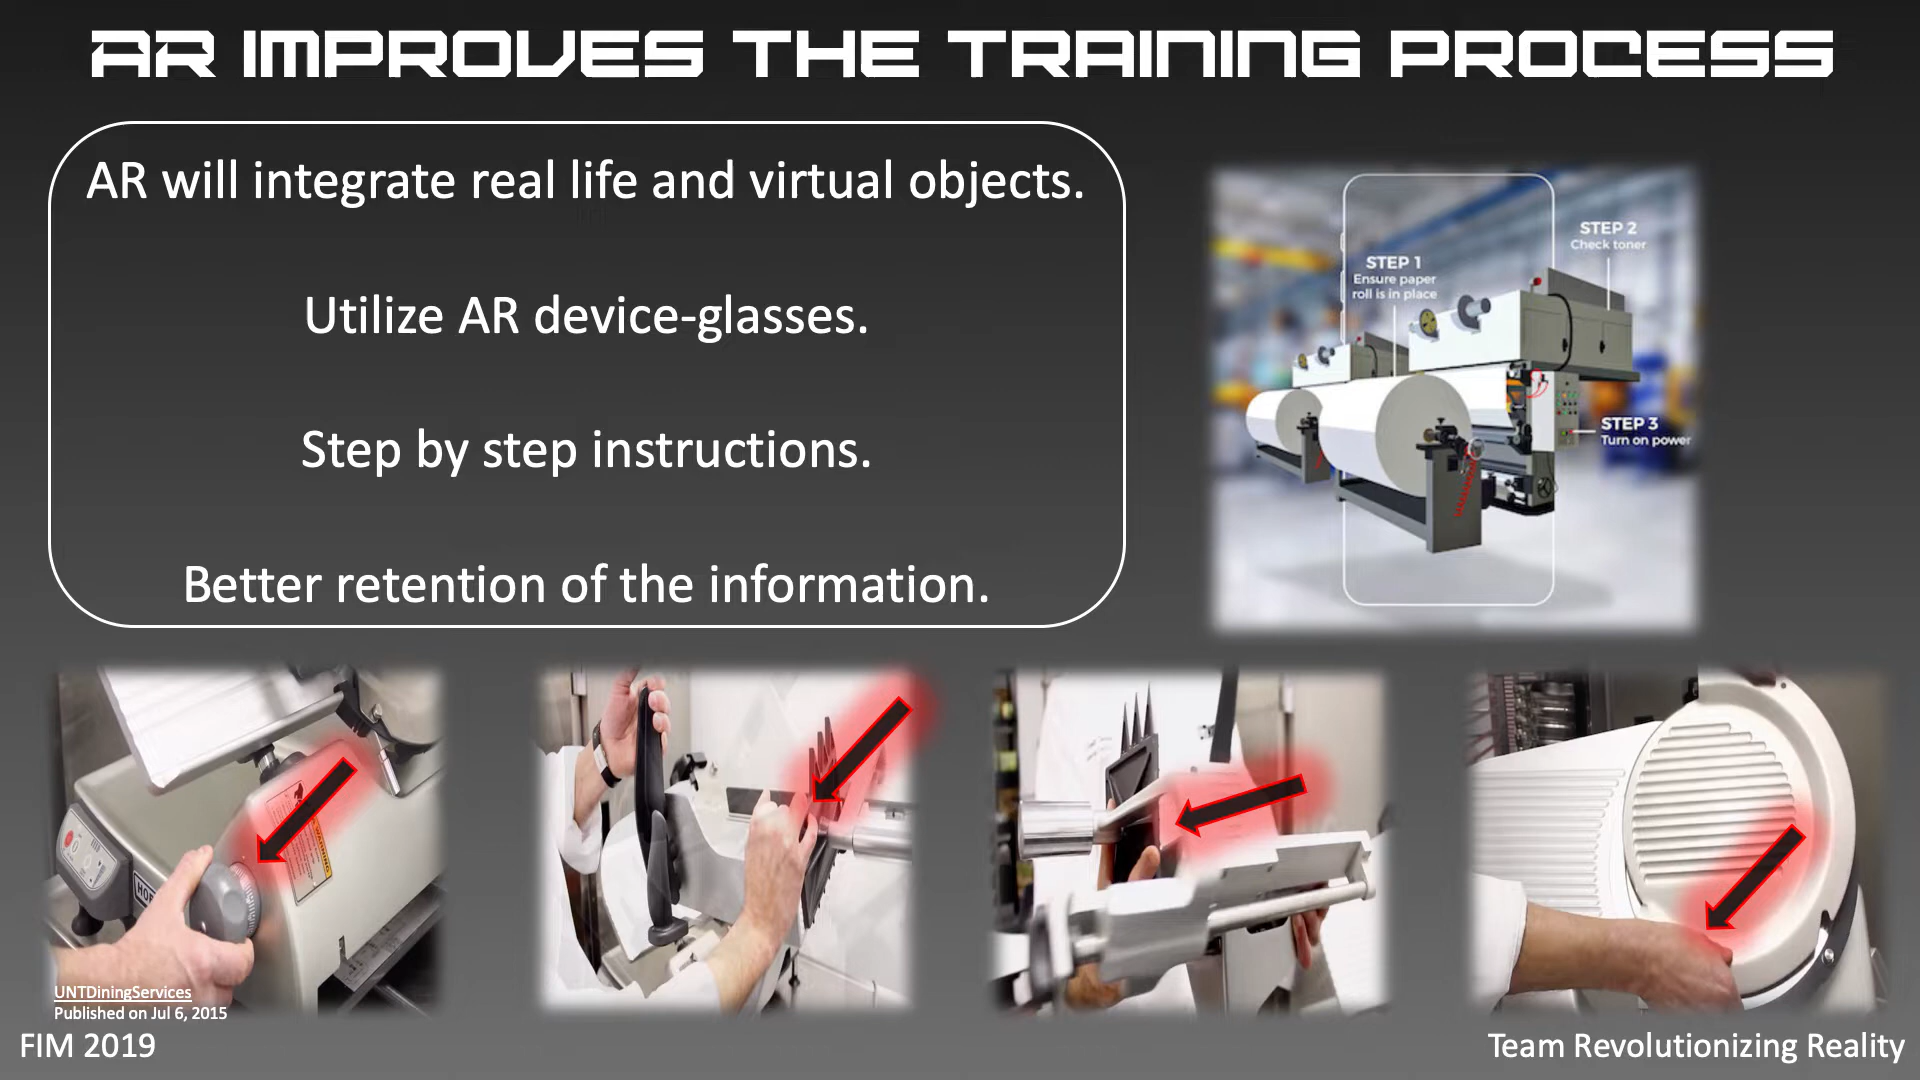 AR IMPROVES THE TRAINING PROCESS
AR will integrate real life and virtual objects.
Utilize AR device-glasses.
Step by step instructions.
Better retention of the information.
STEP 1
Ensure paper
roll is in place
STEP 2
Check toner
STEP 3
Turn on power
WARNING
UNTDiningServices
Published on Jul 6, 2015
FIM 2019
Team Revolutionizing Reality